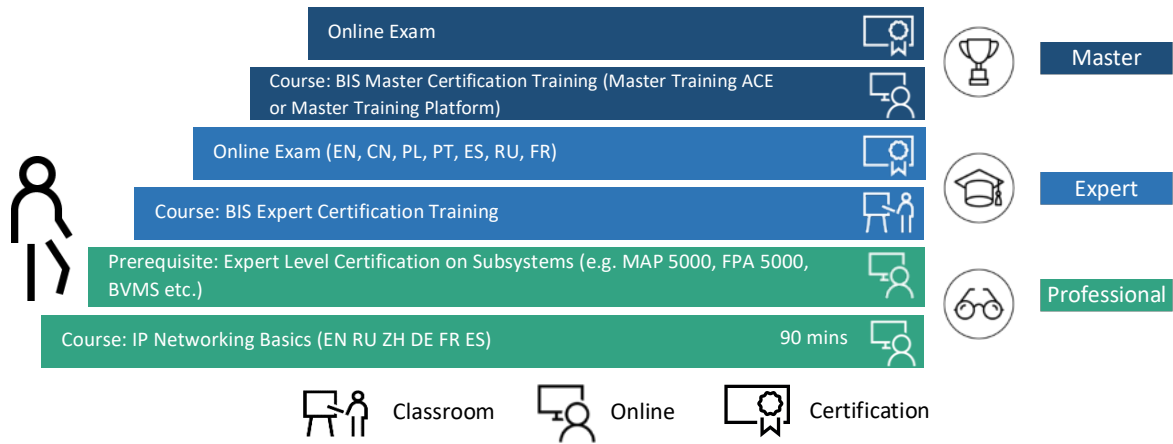 Online Exam
Master
Course: BIS Master Certification Training (Master Training ACE
or Master Training Platform)
Online Exam (EN, CN, PL, PT, ES, RU, FR)
Expert
Course: BIS Expert Certification Training
Prerequisite: Expert Level Certification on Subsystems (e.g. MAP 5000, FPA 5000,
BVMS etc.)
Professional
Course: IP Networking Basics (EN RU ZH DE FR ES) 90 mins
Classroom Online Certification